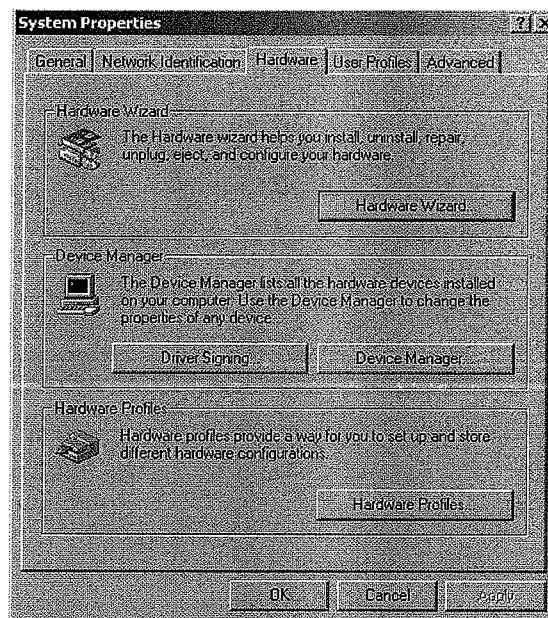 System Properties
General
Network Identification
Hardware
User Profiles
Advanced
Hardware Wizard
The Hardware wizard helps you install, uninstall, repair,
unplug, eject, and configure your hardware.
Hardware Wizard...
Device Manager
The Device Manager lists all the hardware devices installed
on your computer. Use the Device Manager to change the
properties of any device.
Driver Signing...
Device Manager...
Hardware Profiles
Hardware profiles provide a way for you to set up and store
different hardware configurations.
Hardware Profiles...
OK
Cancel
Apply